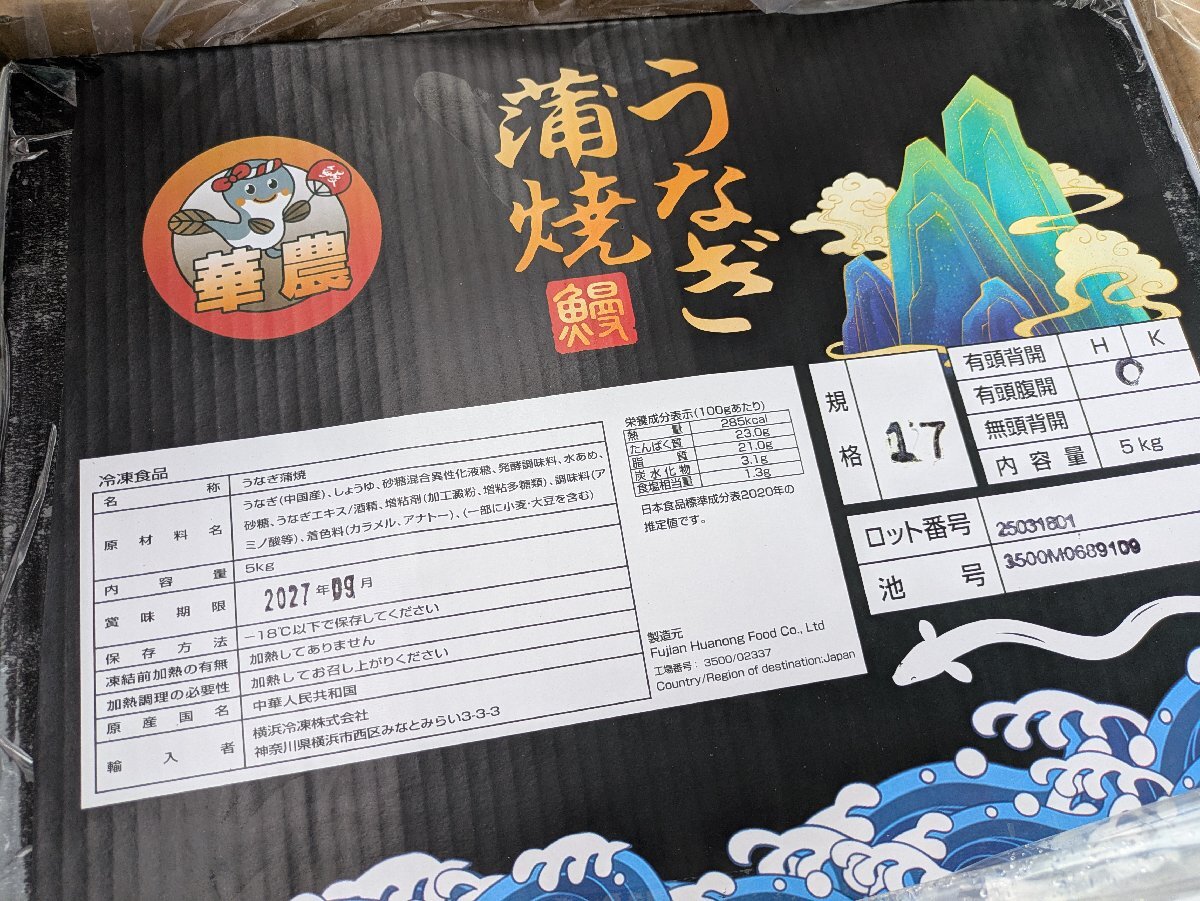 うなぎ
蒲焼
鰻
華農
冷凍食品
名称 うなぎ蒲焼
原材料名 うなぎ(中国産)、しょうゆ、砂糖混合異性化液糖、発酵調味料、水あめ、
砂糖、うなぎエキス/酒精、増粘剤(加工澱粉、増粘多糖類)、調味料(ア
ミノ酸等)、着色料(カラメル、アナトー)、(一部に小麦・大豆を含む)
内容量 5kg
賞味期限 2027年09月
保存方法 −18℃以下で保存してください
凍結前加熱の有無 加熱してありません
加熱調理の必要性 加熱してお召し上がりください
原産国名 中華人民共和国
輸入者 横浜冷凍株式会社
神奈川県横浜市西区みなとみらい3-3-3
栄養成分表示(100gあたり)
熱量 285kcal
たんぱく質 23.0g
脂質 21.0g
炭水化物 3.1g
食塩相当量 1.3g
日本食品標準成分表2020年の
推定値です。
製造元
Fujian Huanong Food Co., Ltd
工場番号: 3500/02337
Country/Region of destination:Japan
規格 17
有頭背開 H K
有頭腹開 O
無頭背開
内容量 5kg
ロット番号 25031801
池号 3500M0689109